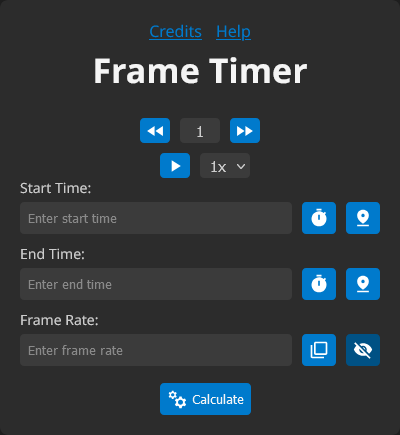 Credits Help
Frame Timer
1
1x
Start Time:
Enter start time
End Time:
Enter end time
Frame Rate:
Enter frame rate
Calculate